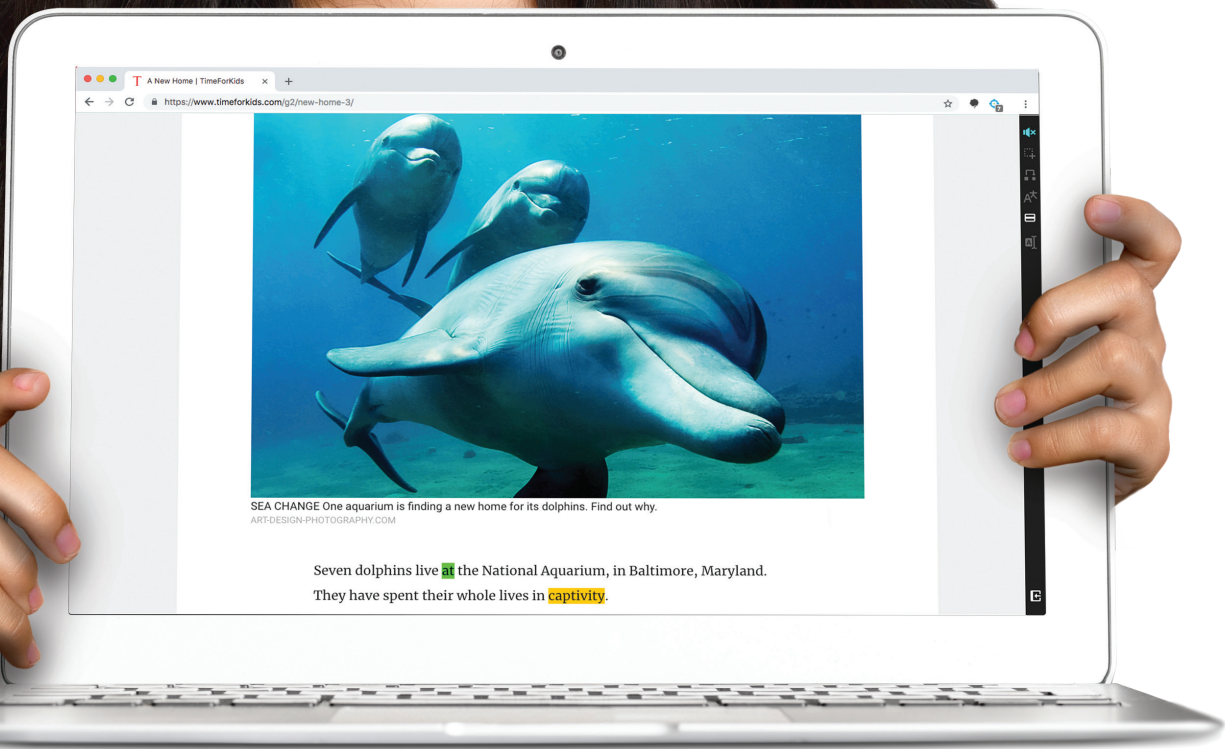 A New Home | TimeForKids
https://www.timeforkids.com/g2/new-home-3/
SEA CHANGE One aquarium is finding a new home for its dolphins. Find out why.
ART-DESIGN-PHOTOGRAPHY.COM
Seven dolphins live at the National Aquarium, in Baltimore, Maryland.
They have spent their whole lives in captivity.